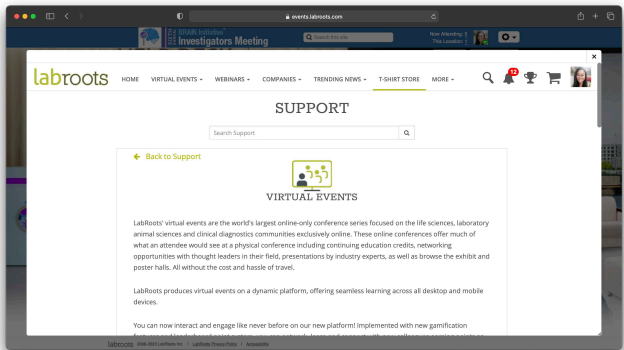 events.labroots.com
BRAIN Initiative®
Investigators Meeting
Search this site
Now Attending:
This Location:
labroots HOME VIRTUAL EVENTS WEBINARS COMPANIES TRENDING NEWS T-SHIRT STORE MORE 12
SUPPORT
Search Support
Back to Support
VIRTUAL EVENTS
LabRoots' virtual events are the world's largest online-only conference series focused on the life sciences, laboratory
animal sciences and clinical diagnostics communities exclusively online. These online conferences offer much of
what an attendee would see at a physical conference including continuing education credits, networking
opportunities with thought leaders in their field, presentations by industry experts, as well as browse the exhibit and
poster halls. All without the cost and hassle of travel.
LabRoots produces virtual events on a dynamic platform, offering seamless learning across all desktop and mobile
devices.
You can now interact and engage like never before on our new platform! Implemented with new gamification
labroots LabRoots Inc | LabRoots Privacy Policy | Accessibility